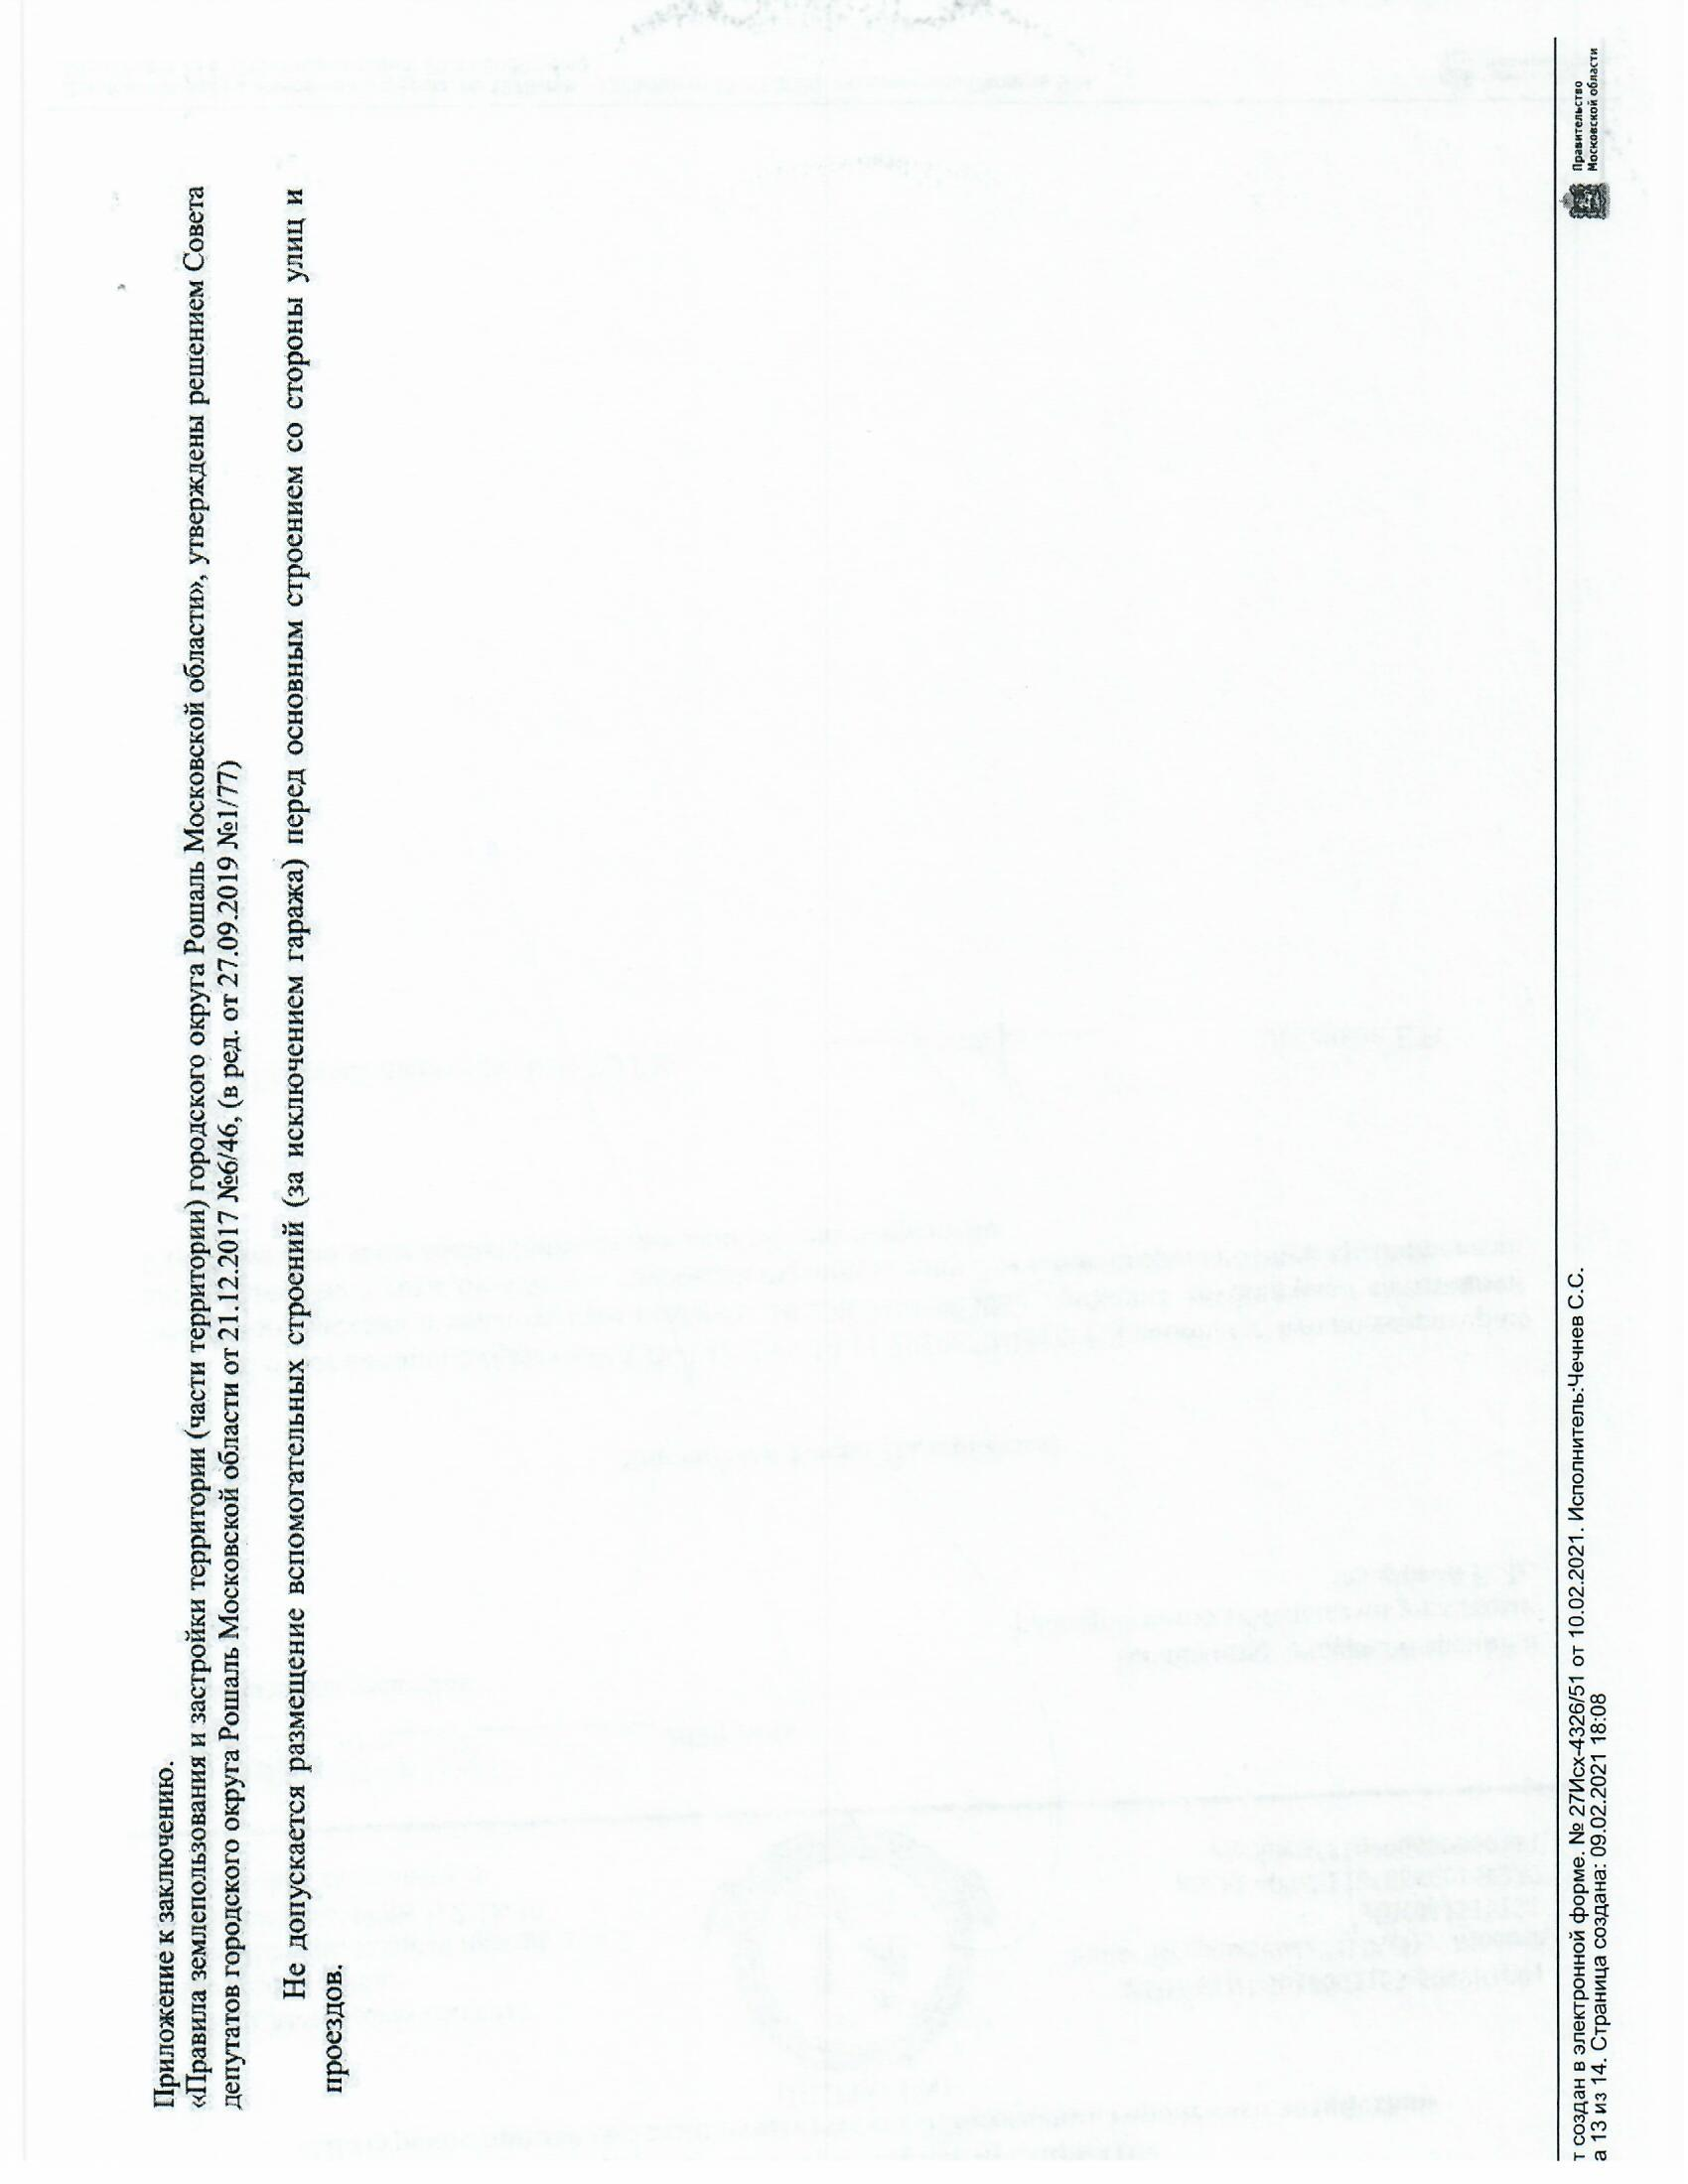 Приложение к заключению.
«Правила землепользования и застройки территории (части территории) городского округа Рошаль Московской области», утверждены решением Совета
депутатов городского округа Рошаль Московской области от 21.12.2017 №6/46, (в ред. от 27.09.2019 №1/77)
Не допускается размещение вспомогательных строений (за исключением гаража) перед основным строением со стороны улиц и
проездов.
т создан в электронной форме. № 27Исх-4326/51 от 10.02.2021. Исполнитель:Чечнев С.С.
а 13 из 14. Страница создана: 09.02.2021 18:08
Правительство
Московской области